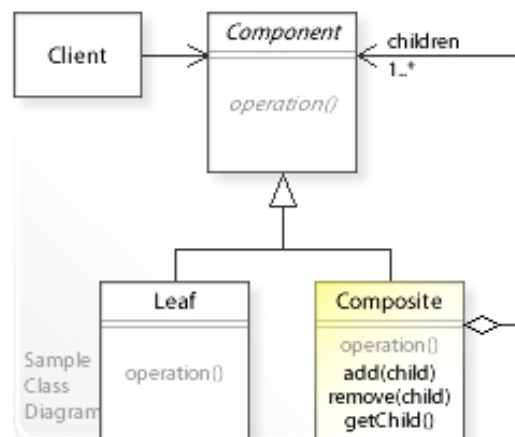 Client
Component
operation()
children
1..*
Leaf
operation()
Composite
operation()
add(child)
remove(child)
getChild()
Sample
Class
Diagram